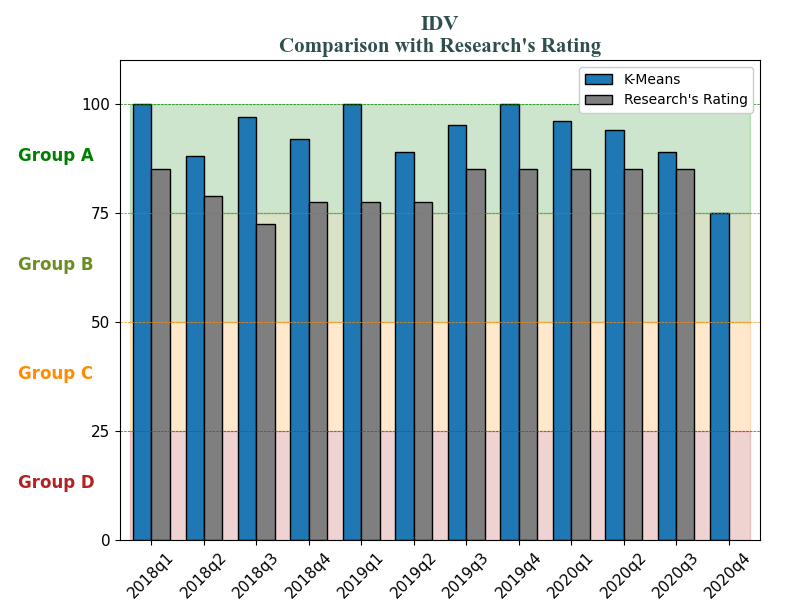 IDV
Comparison with Research's Rating
K-Means
Research's Rating
100
Group A
75
Group B
50
Group C
25
Group D
0
2018q1
2018q2
2018q3
2018q4
2019q1
2019q2
2019q3
2019q4
2020q1
2020q2
2020q3
2020q4